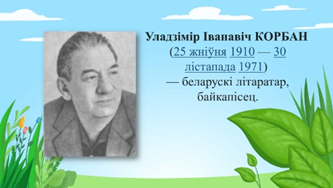 Уладзімір Іванавіч КОРБАН
(25 жніўня 1910 — 30
лістапада 1971)
— беларускі літаратар,
байкапісец.